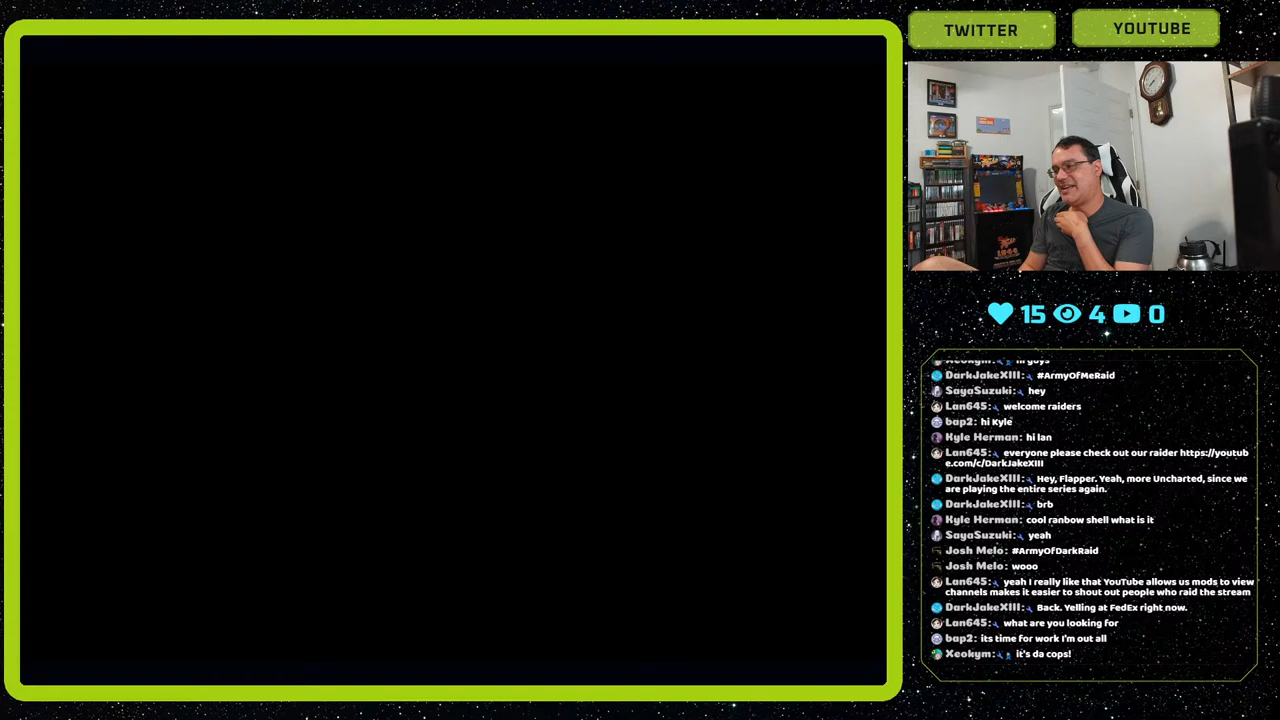 TWITTER
YOUTUBE
15 4 0
Xeokym: hi guys
DarkJakeXIII: #ArmyOfMeRaid
SayaSuzuki: hey
Lan645: welcome raiders
bap2: hi Kyle
Kyle Herman: hi lan
Lan645: everyone please check out our raider https://youtub
e.com/c/DarkJakeXIII
DarkJakeXIII: Hey, Flapper. Yeah, more Uncharted, since we
are playing the entire series again.
DarkJakeXIII: brb
Kyle Herman: cool ranbow shell what is it
SayaSuzuki: yeah
Josh Melo: #ArmyOfDarkRaid
Josh Melo: wooo
Lan645: yeah I really like that YouTube allows us mods to view
channels makes it easier to shout out people who raid the stream
DarkJakeXIII: Back. Yelling at FedEx right now.
Lan645: what are you looking for
bap2: its time for work I'm out all
Xeokym: it's da cops!